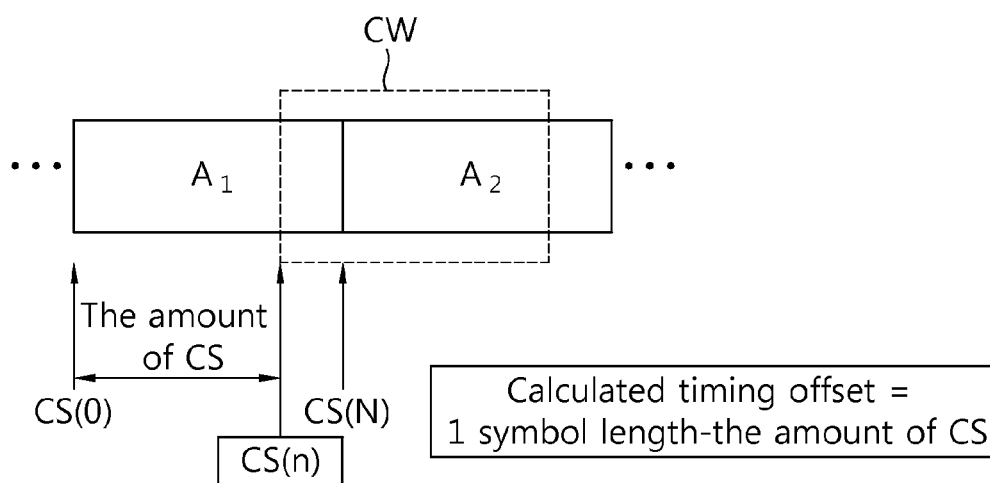 CW
••• A₁ A₂ •••
The amount
of CS
CS(0) CS(N)
CS(n)
Calculated timing offset =
1 symbol length-the amount of CS